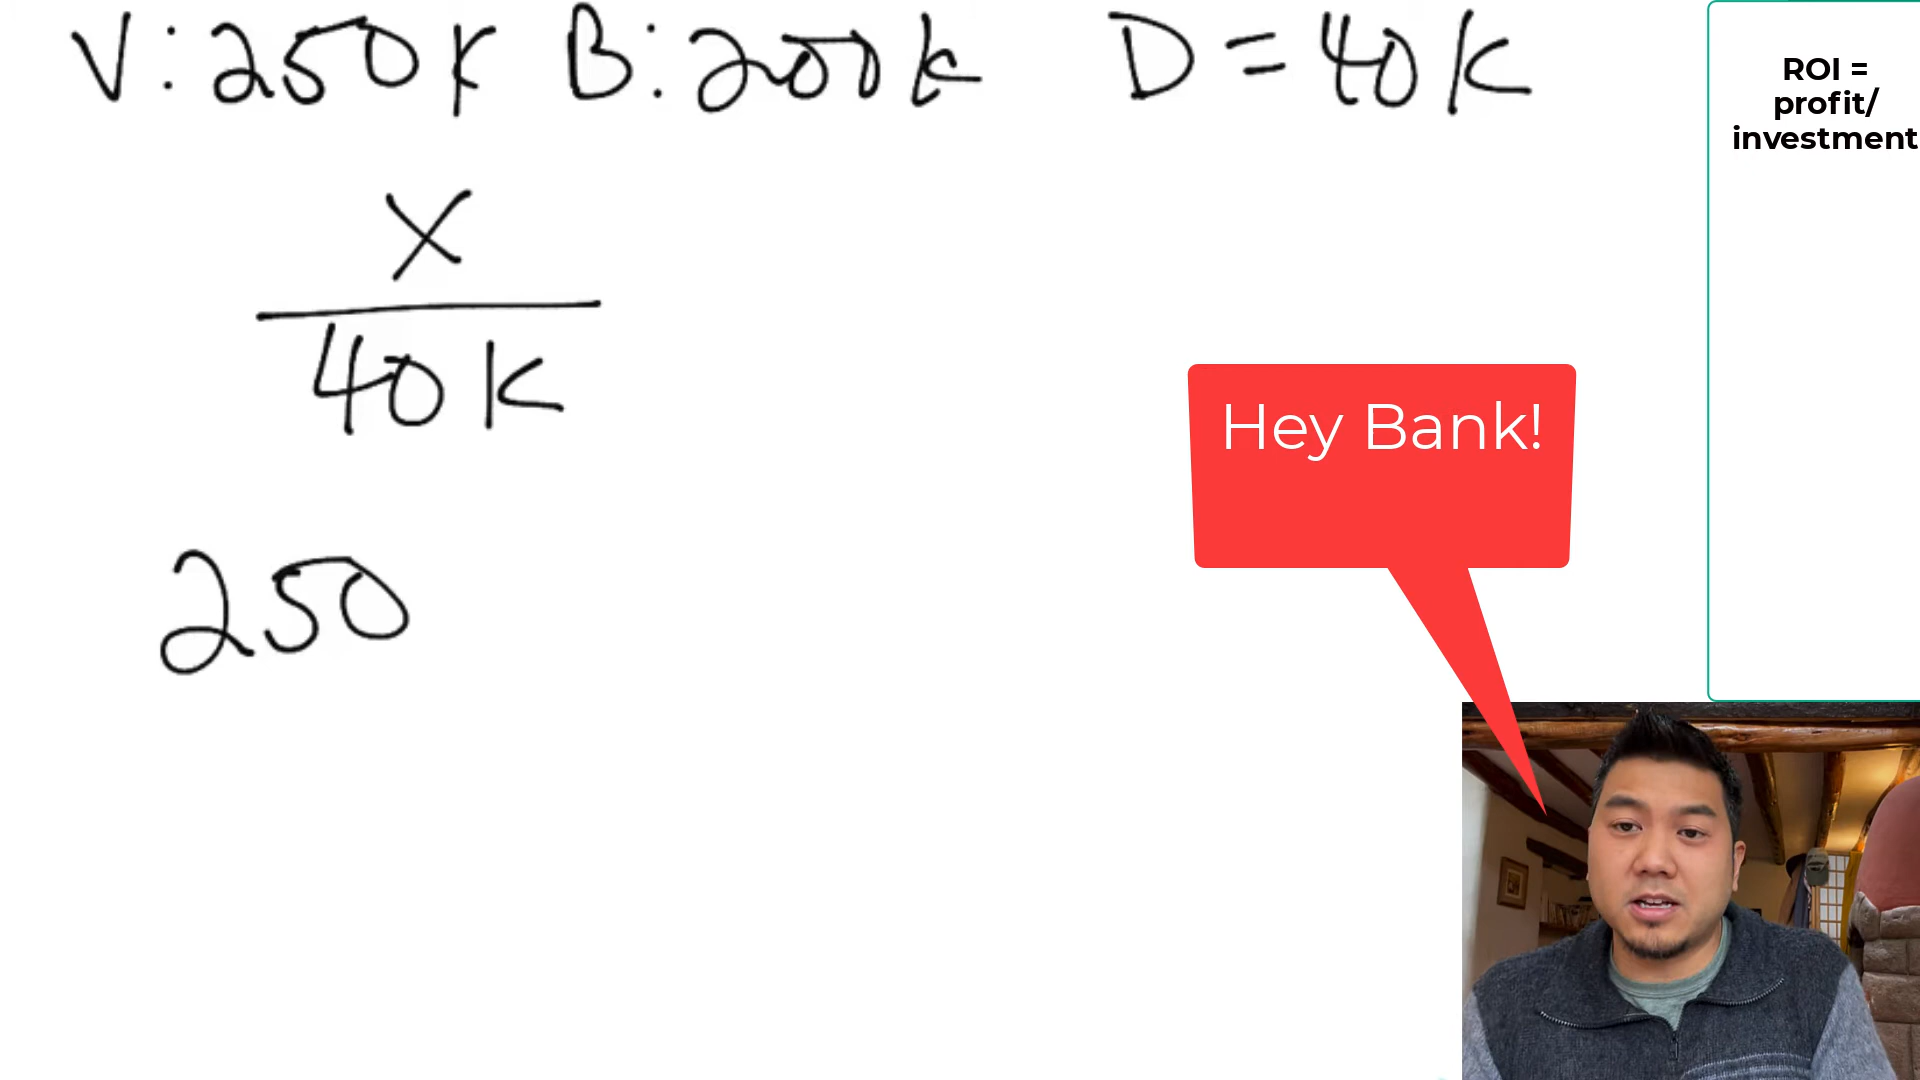 V: 250K B: 200k D = 40K
X
40K
250
ROI =
profit/
investment
Hey Bank!